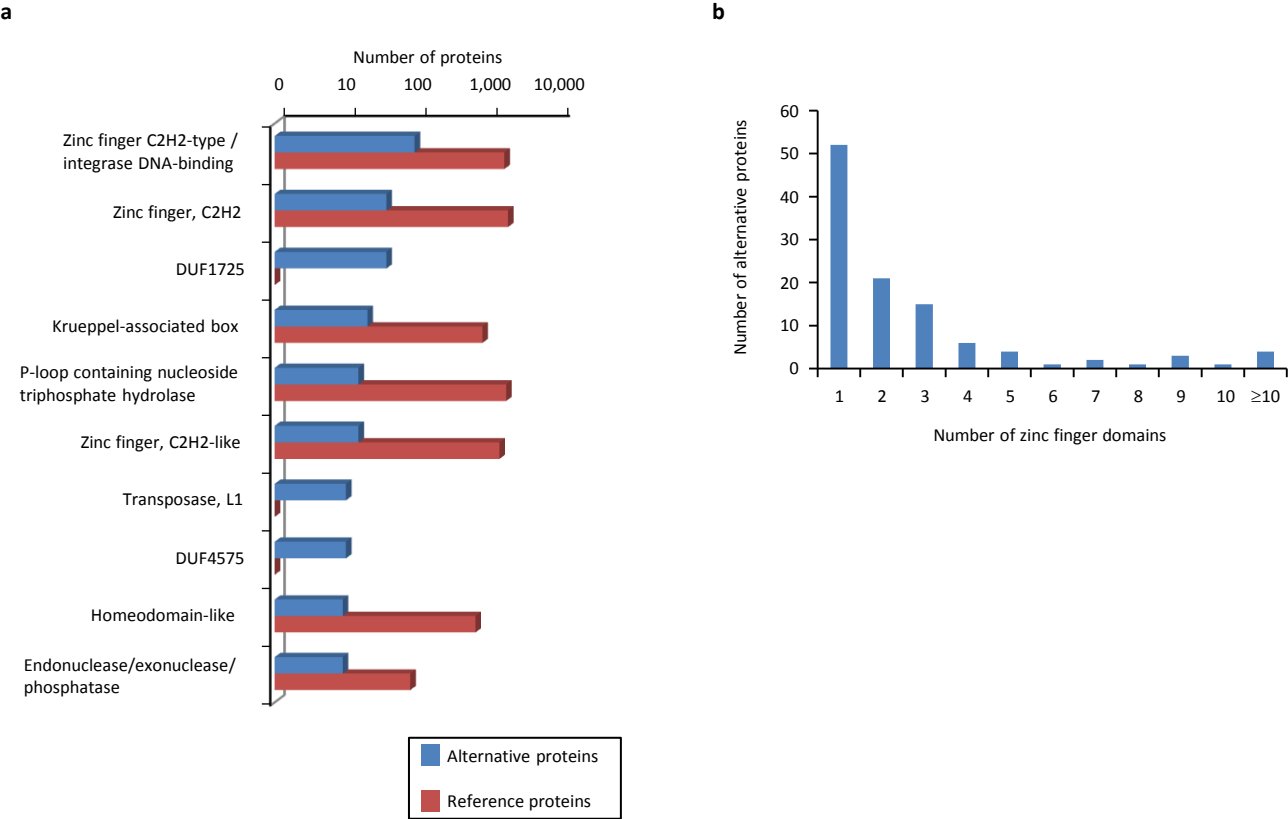 a
Number of proteins
0 10 100 1,000 10,000
Zinc finger C2H2-type /
integrase DNA-binding
Zinc finger, C2H2
DUF1725
Krueppel-associated box
P-loop containing nucleoside
triphosphate hydrolase
Zinc finger, C2H2-like
Transposase, L1
DUF4575
Homeodomain-like
Endonuclease/exonuclease/
phosphatase
Alternative proteins
Reference proteins
b
Number of alternative proteins
60
50
40
30
20
10
0
1 2 3 4 5 6 7 8 9 10 ≥10
Number of zinc finger domains